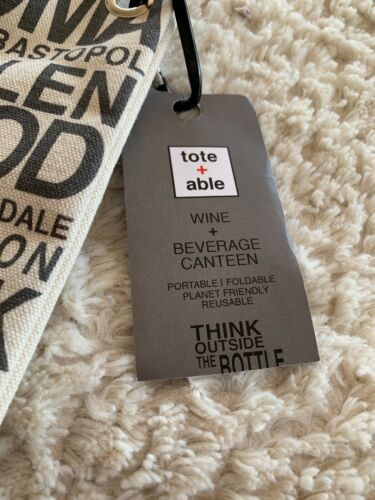 OMA
BASTOPOL
LEN
OD
DALE
ON
K
tote
+
able
WINE
+
BEVERAGE
CANTEEN
PORTABLE | FOLDABLE
PLANET FRIENDLY
REUSABLE
THINK
OUTSIDE
THE BOTTLE